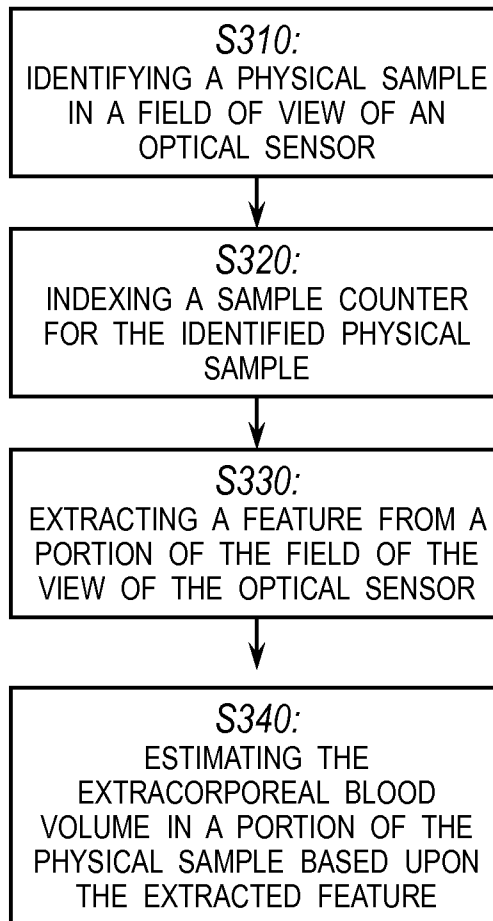 S310:
IDENTIFYING A PHYSICAL SAMPLE
IN A FIELD OF VIEW OF AN
OPTICAL SENSOR
S320:
INDEXING A SAMPLE COUNTER
FOR THE IDENTIFIED PHYSICAL
SAMPLE
S330:
EXTRACTING A FEATURE FROM A
PORTION OF THE FIELD OF THE
VIEW OF THE OPTICAL SENSOR
S340:
ESTIMATING THE
EXTRACORPOREAL BLOOD
VOLUME IN A PORTION OF THE
PHYSICAL SAMPLE BASED UPON
THE EXTRACTED FEATURE